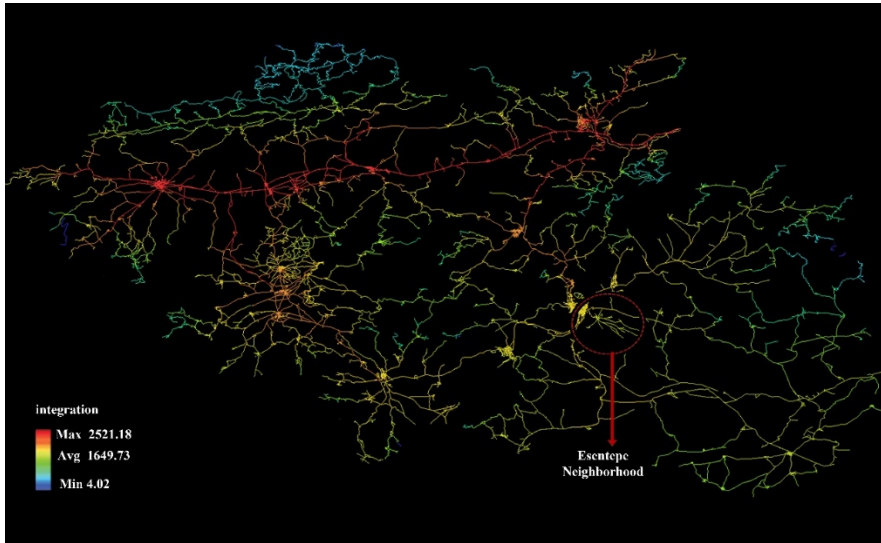 integration
Max 2521.18
Avg 1649.73
Min 4.02
Esentepe
Neighborhood